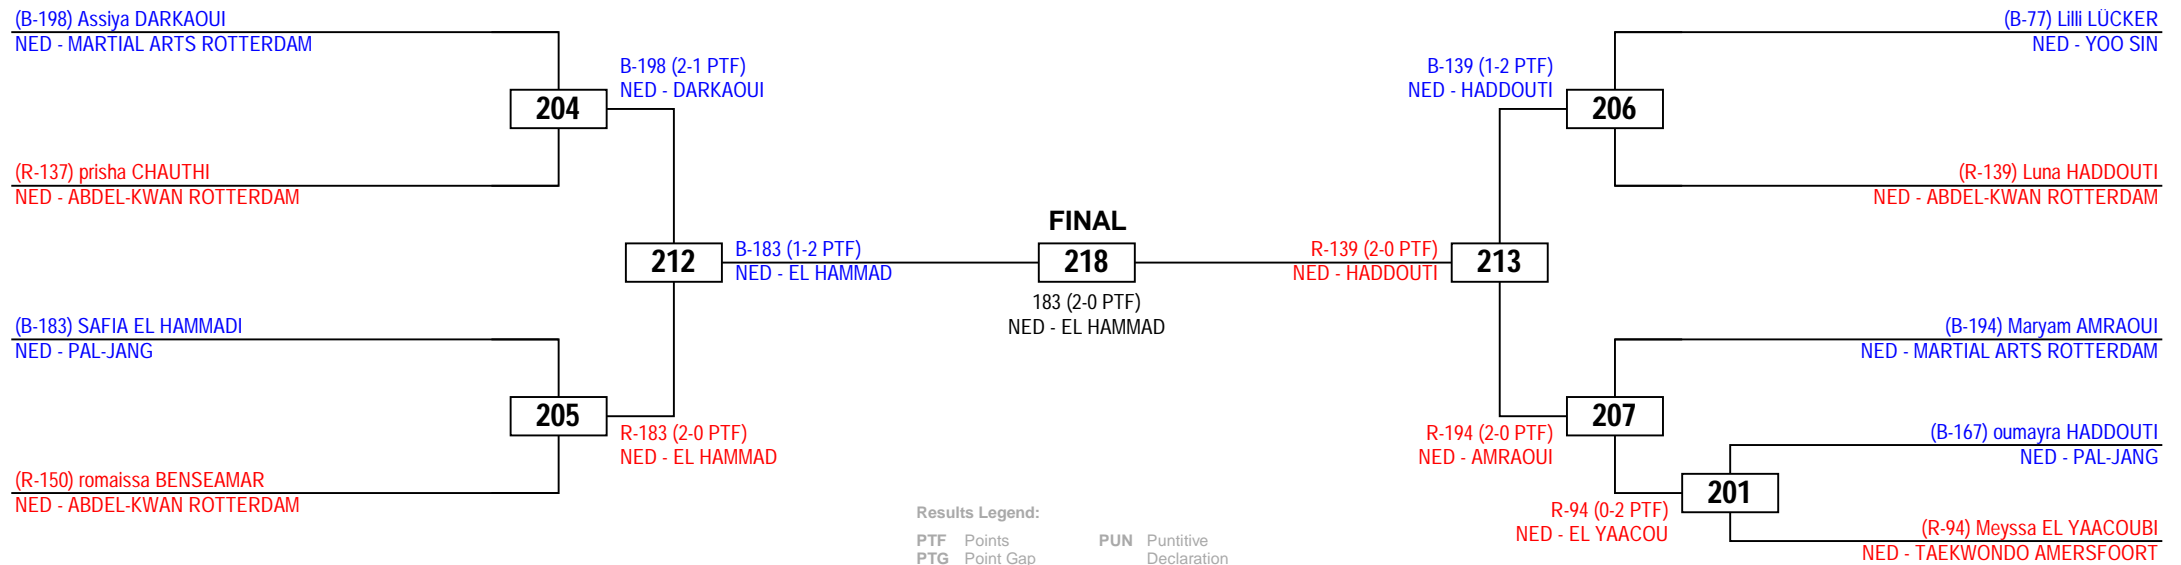 (B-198) Assiya DARKAOUI
NED - MARTIAL ARTS ROTTERDAM
B-198 (2-1 PTF)
NED - DARKAOUI
204
(R-137) prisha CHAUTHI
NED - ABDEL-KWAN ROTTERDAM
212
B-183 (1-2 PTF)
NED - EL HAMMAD
(B-183) SAFIA EL HAMMADI
NED - PAL-JANG
205
R-183 (2-0 PTF)
NED - EL HAMMAD
(R-150) romaissa BENSEAMAR
NED - ABDEL-KWAN ROTTERDAM
FINAL
218
183 (2-0 PTF)
NED - EL HAMMAD
(B-77) Lilli LÜCKER
NED - YOO SIN
B-139 (1-2 PTF)
NED - HADDOUTI
206
(R-139) Luna HADDOUTI
NED - ABDEL-KWAN ROTTERDAM
R-139 (2-0 PTF)
NED - HADDOUTI
213
(B-194) Maryam AMRAOUI
NED - MARTIAL ARTS ROTTERDAM
207
R-194 (2-0 PTF)
NED - AMRAOUI
(B-167) oumayra HADDOUTI
NED - PAL-JANG
201
R-94 (0-2 PTF)
NED - EL YAACOU
(R-94) Meyssa EL YAACOUBI
NED - TAEKWONDO AMERSFOORT
Results Legend:
PTF Points
PTG Point Gap
PUN Puntitive
Declaration